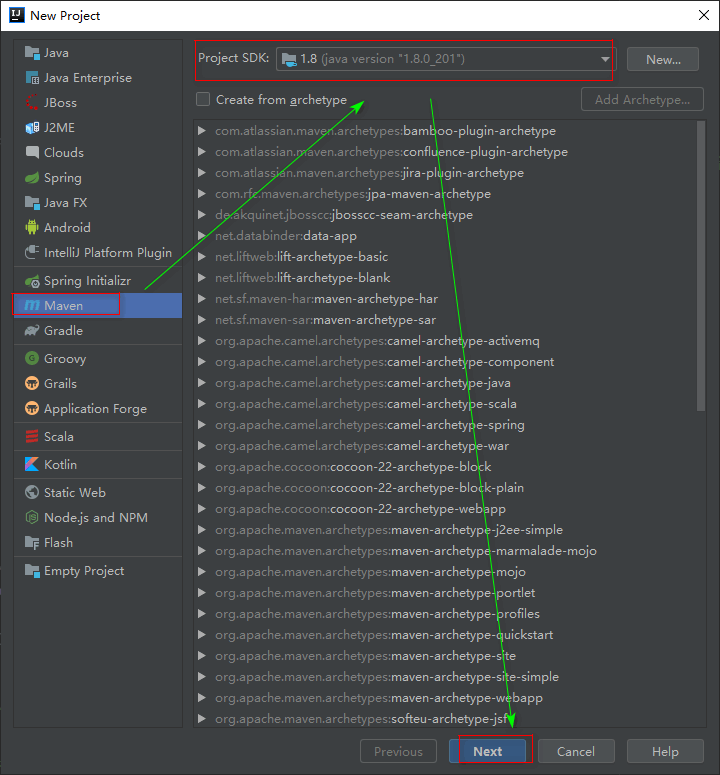 New Project
Java
Java Enterprise
JBoss
J2ME
Clouds
Spring
Java FX
Android
IntelliJ Platform Plugin
Spring Initializr
Maven
Gradle
Groovy
Grails
Application Forge
Scala
Kotlin
Static Web
Node.js and NPM
Flash
Empty Project
Project SDK: 1.8 (java version "1.8.0_201") New...
Create from archetype Add Archetype...
com.atlassian.maven.archetypes:bamboo-plugin-archetype
com.atlassian.maven.archetypes:confluence-plugin-archetype
com.atlassian.maven.archetypes:jira-plugin-archetype
com.rfc.maven.archetypes:jpa-maven-archetype
de.akquinet.jbosscc:jbosscc-seam-archetype
net.databinder:data-app
net.liftweb:lift-archetype-basic
net.liftweb:lift-archetype-blank
net.sf.maven-har:maven-archetype-har
net.sf.maven-sar:maven-archetype-sar
org.apache.camel.archetypes:camel-archetype-activemq
org.apache.camel.archetypes:camel-archetype-component
org.apache.camel.archetypes:camel-archetype-java
org.apache.camel.archetypes:camel-archetype-scala
org.apache.camel.archetypes:camel-archetype-spring
org.apache.camel.archetypes:camel-archetype-war
org.apache.cocoon:cocoon-22-archetype-block
org.apache.cocoon:cocoon-22-archetype-block-plain
org.apache.cocoon:cocoon-22-archetype-webapp
org.apache.maven.archetypes:maven-archetype-j2ee-simple
org.apache.maven.archetypes:maven-archetype-marmalade-mojo
org.apache.maven.archetypes:maven-archetype-mojo
org.apache.maven.archetypes:maven-archetype-portlet
org.apache.maven.archetypes:maven-archetype-profiles
org.apache.maven.archetypes:maven-archetype-quickstart
org.apache.maven.archetypes:maven-archetype-site
org.apache.maven.archetypes:maven-archetype-site-simple
org.apache.maven.archetypes:maven-archetype-webapp
org.apache.maven.archetypes:softeu-archetype-jsf
Previous Next Cancel Help